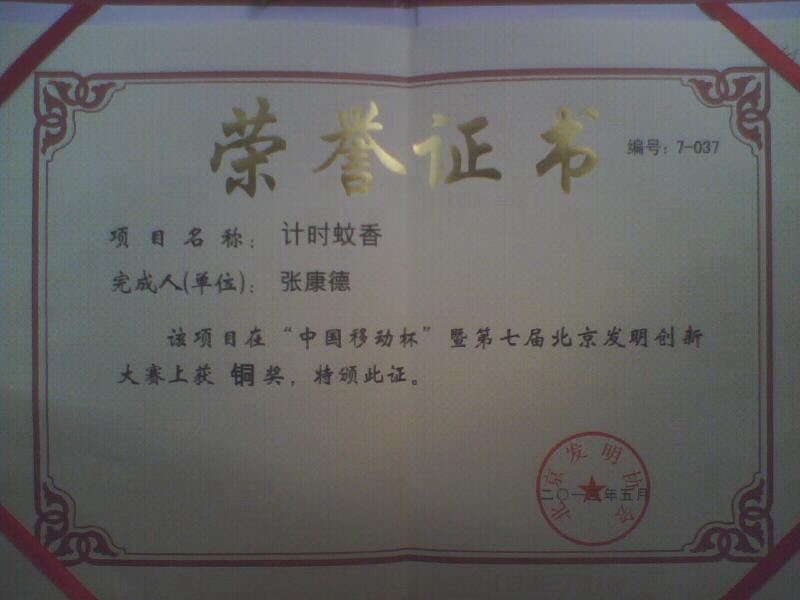 荣誉证书
编号：7-037
项目名称：计时蚊香
完成人(单位)：张康德
该项目在“中国移动杯”暨第七届北京发明创新
大赛上获 铜奖，特颁此证。
北京发明协会
年五月